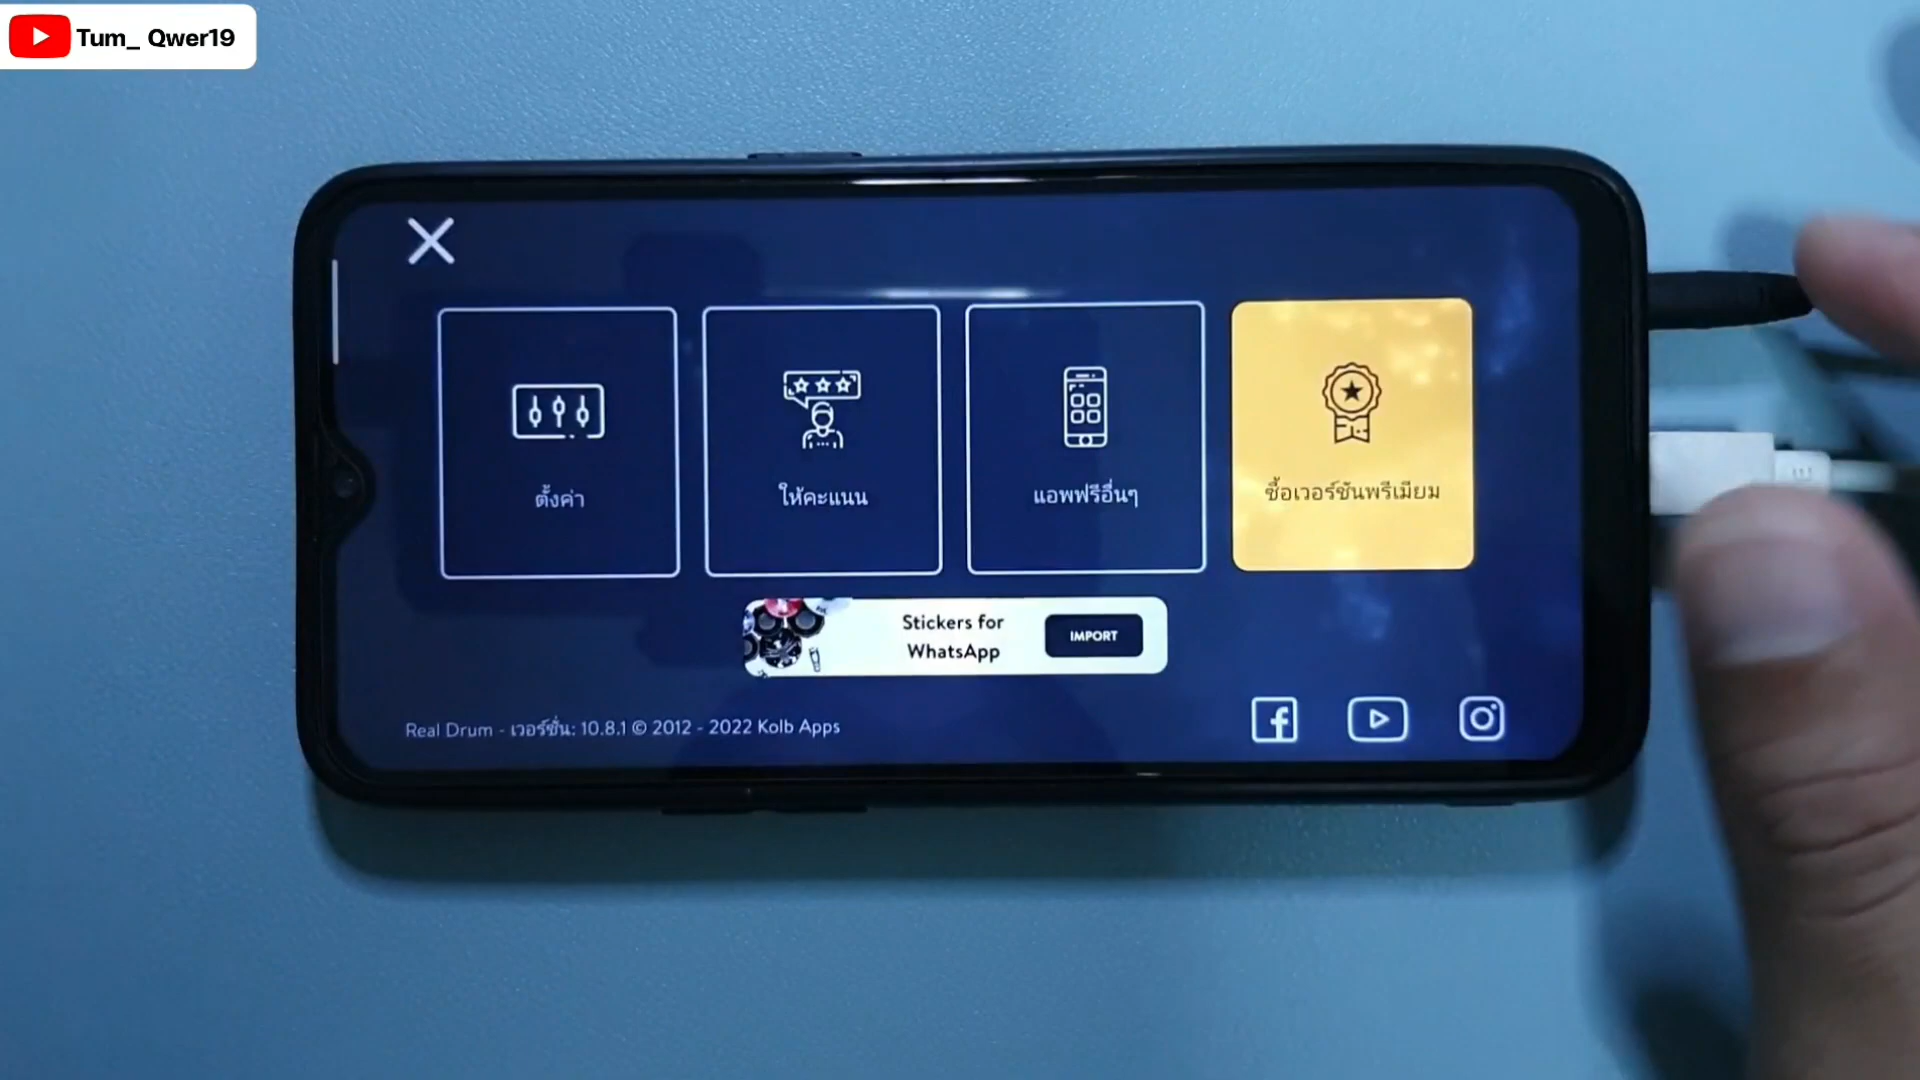 Tum_ Qwer19
ตั้งค่า
ให้คะแนน
แอพฟรีอื่นๆ
ซื้อเวอร์ชันพรีเมียม
Stickers for
WhatsApp
IMPORT
Real Drum - เวอร์ชั่น: 10.8.1 © 2012 - 2022 Kolb Apps